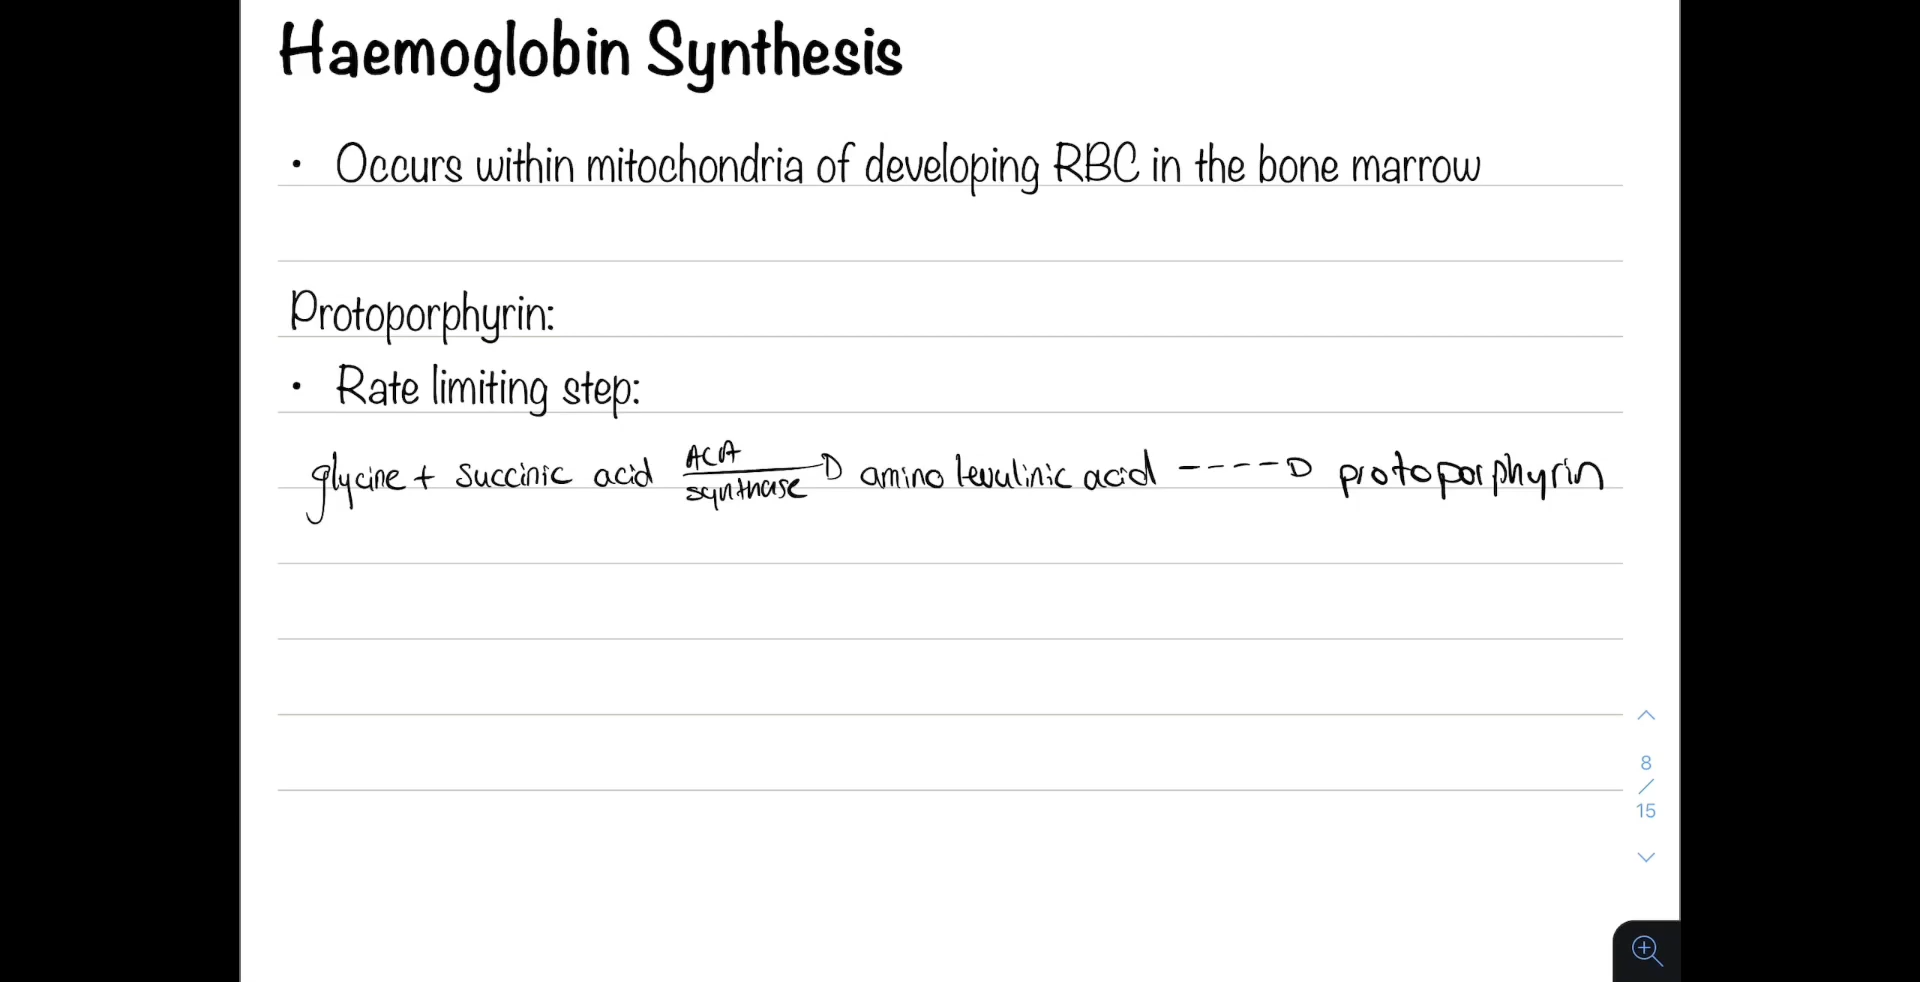 Haemoglobin Synthesis
• Occurs within mitochondria of developing RBC in the bone marrow
Protoporphyrin:
• Rate limiting step:
glycine + succinic acid ALA synthase → amino levulinic acid ----→ protoporphyrin
8
/
15